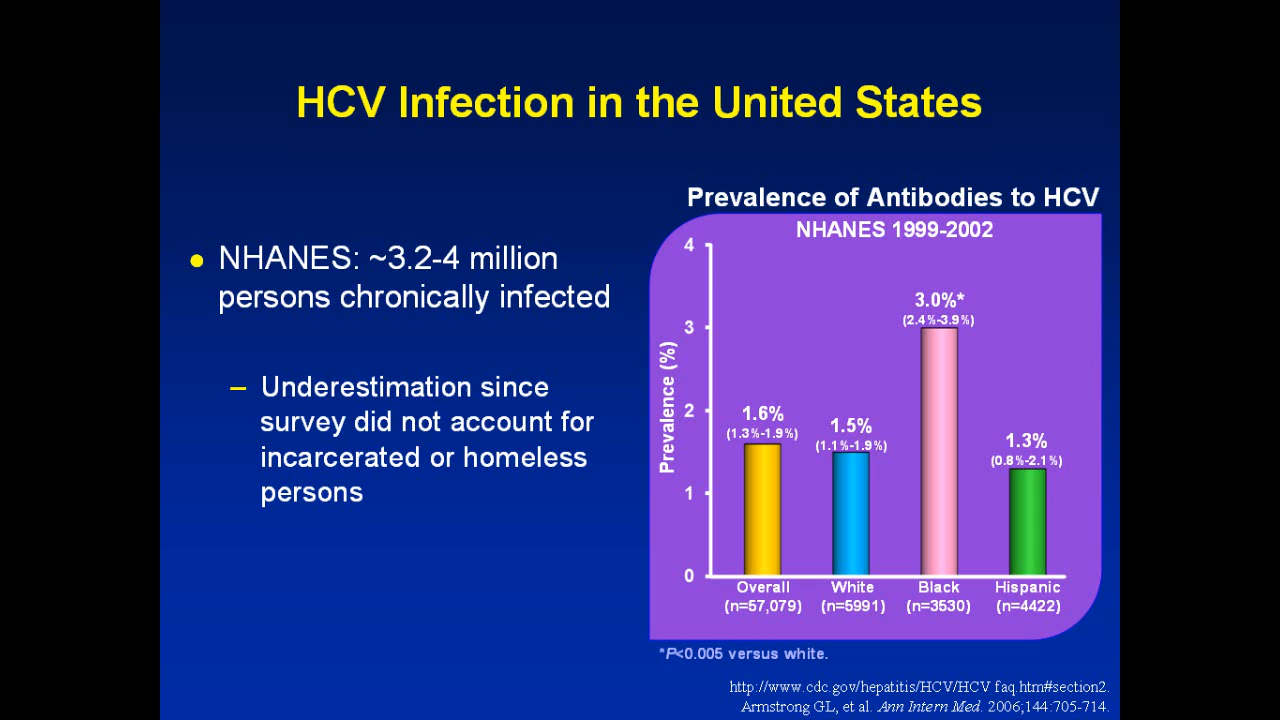 HCV Infection in the United States
● NHANES: ~3.2-4 million
persons chronically infected
– Underestimation since
survey did not account for
incarcerated or homeless
persons
Prevalence of Antibodies to HCV
NHANES 1999-2002
Prevalence (%)
4
3
2
1
0
1.6%
(1.3%-1.9%)
1.5%
(1.1%-1.9%)
3.0%*
(2.4%-3.9%)
1.3%
(0.8%-2.1%)
Overall
(n=57,079)
White
(n=5991)
Black
(n=3530)
Hispanic
(n=4422)
*P<0.005 versus white.
http://www.cdc.gov/hepatitis/HCV/HCV faq.htm#section2.
Armstrong GL, et al. Ann Intern Med. 2006;144:705-714.